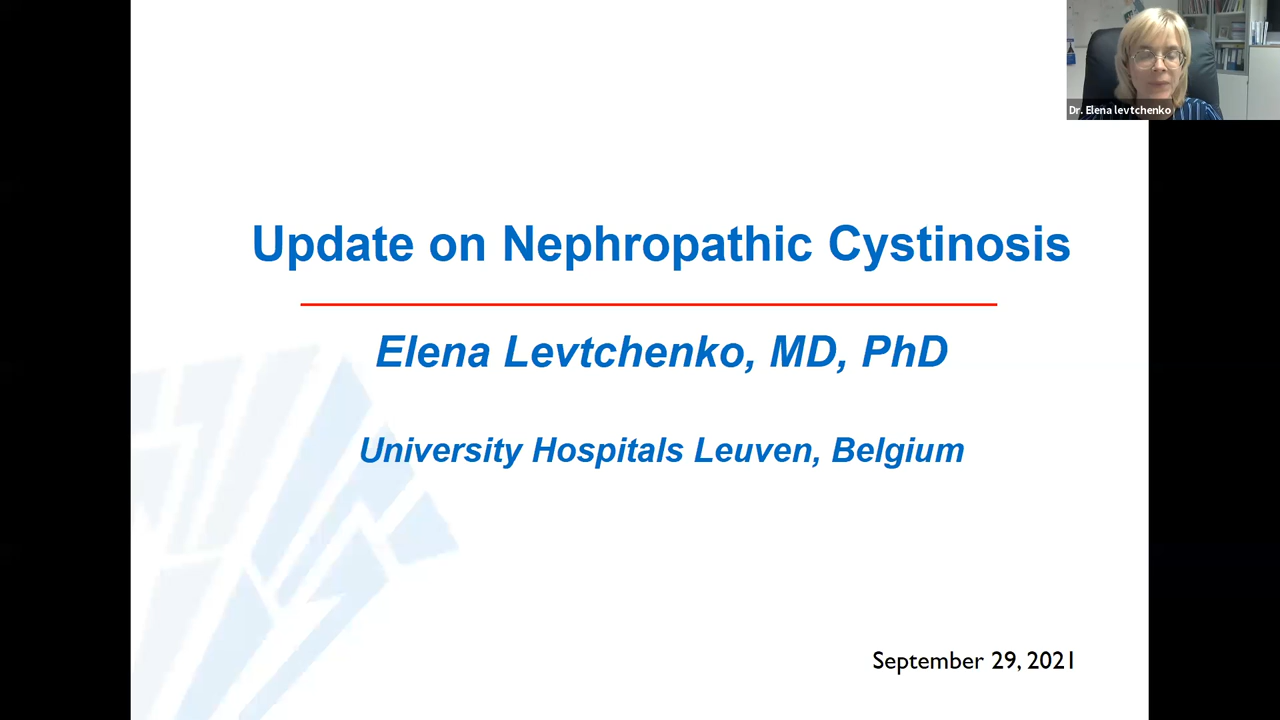 Dr. Elena levtchenko
Update on Nephropathic Cystinosis
Elena Levtchenko, MD, PhD
University Hospitals Leuven, Belgium
September 29, 2021